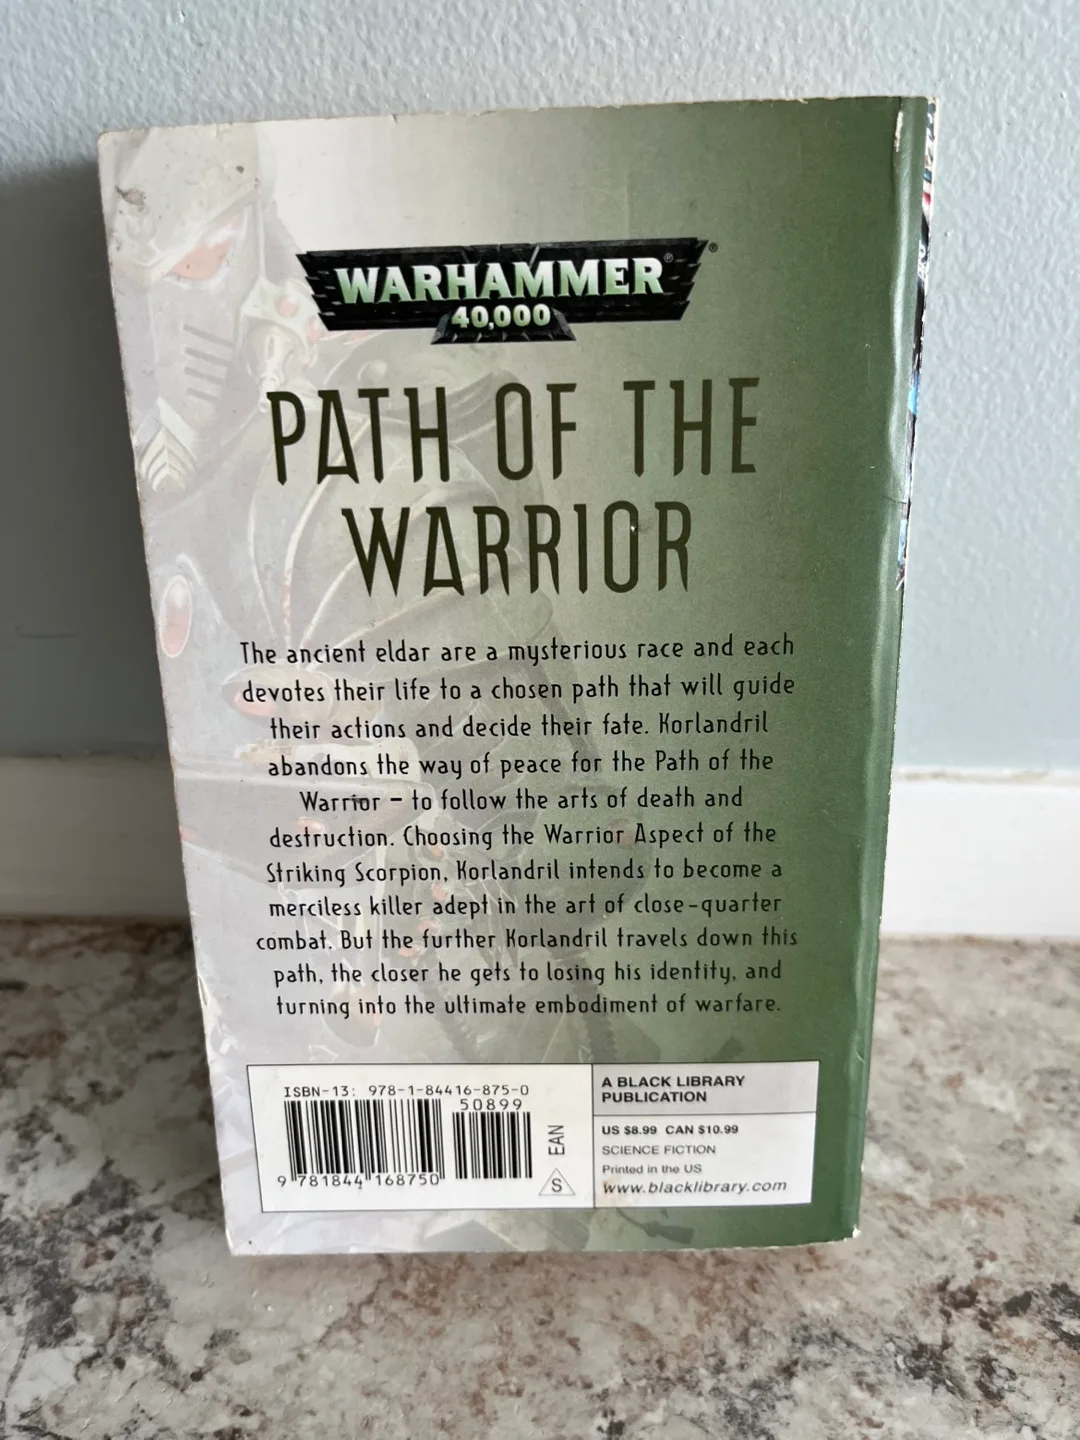 WARHAMMER®
40,000
PATH OF THE
WARRIOR
The ancient eldar are a mysterious race and each
devotes their life to a chosen path that will guide
their actions and decide their fate. Korlandril
abandons the way of peace for the Path of the
Warrior – to follow the arts of death and
destruction. Choosing the Warrior Aspect of the
Striking Scorpion, Korlandril intends to become a
merciless killer adept in the art of close-quarter
combat. But the further Korlandril travels down this
path, the closer he gets to losing his identity, and
turning into the ultimate embodiment of warfare.
ISBN-13: 978-1-84416-875-0
50899
9 781844 168750
EAN
S
A BLACK LIBRARY
PUBLICATION
US $8.99 CAN $10.99
SCIENCE FICTION
Printed in the US
www.blacklibrary.com